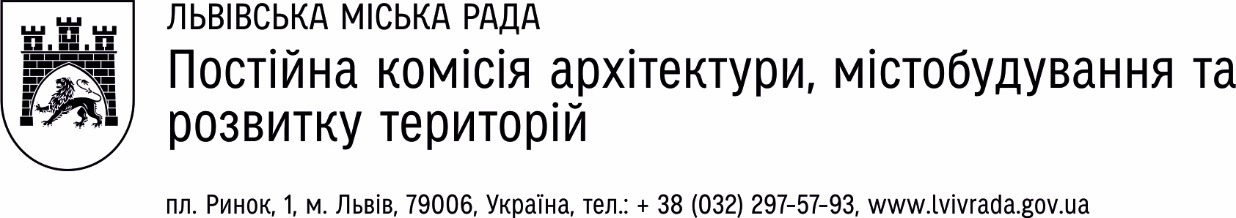 ЛЬВІВСЬКА МІСЬКА РАДА
Постійна комісія архітектури, містобудування та
розвитку територій
пл. Ринок, 1, м. Львів, 79006, Україна, тел.: + 38 (032) 297-57-93, www.lvivrada.gov.ua